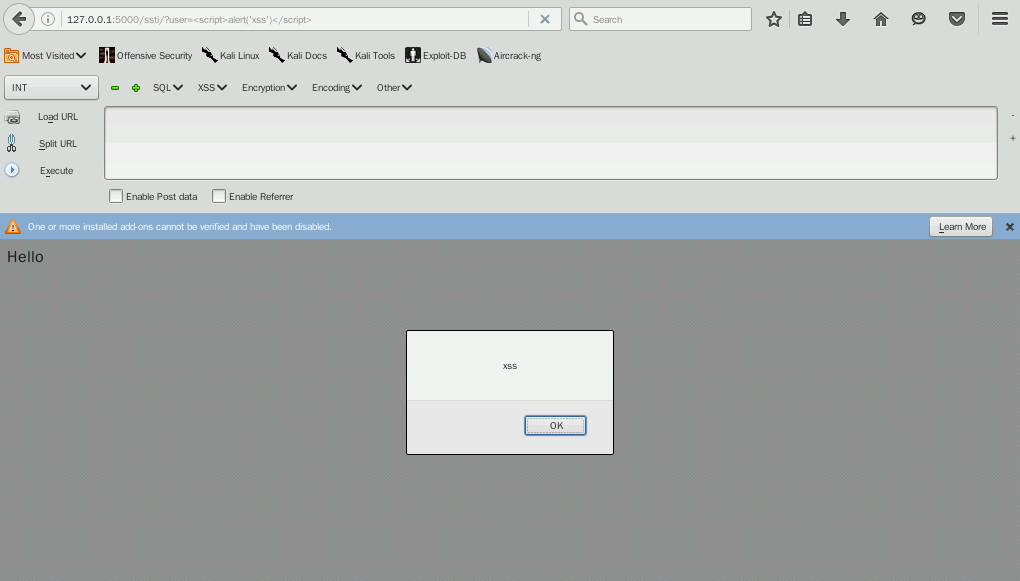 127.0.0.1:5000/ssti/?user=<script>alert('xss')</script>
Search
Most Visited Offensive Security Kali Linux Kali Docs Kali Tools Exploit-DB Aircrack-ng
INT SQL XSS Encryption Encoding Other
Load URL
Split URL
Execute
Enable Post data Enable Referrer
One or more installed add-ons cannot be verified and have been disabled. Learn More
Hello
xss
OK